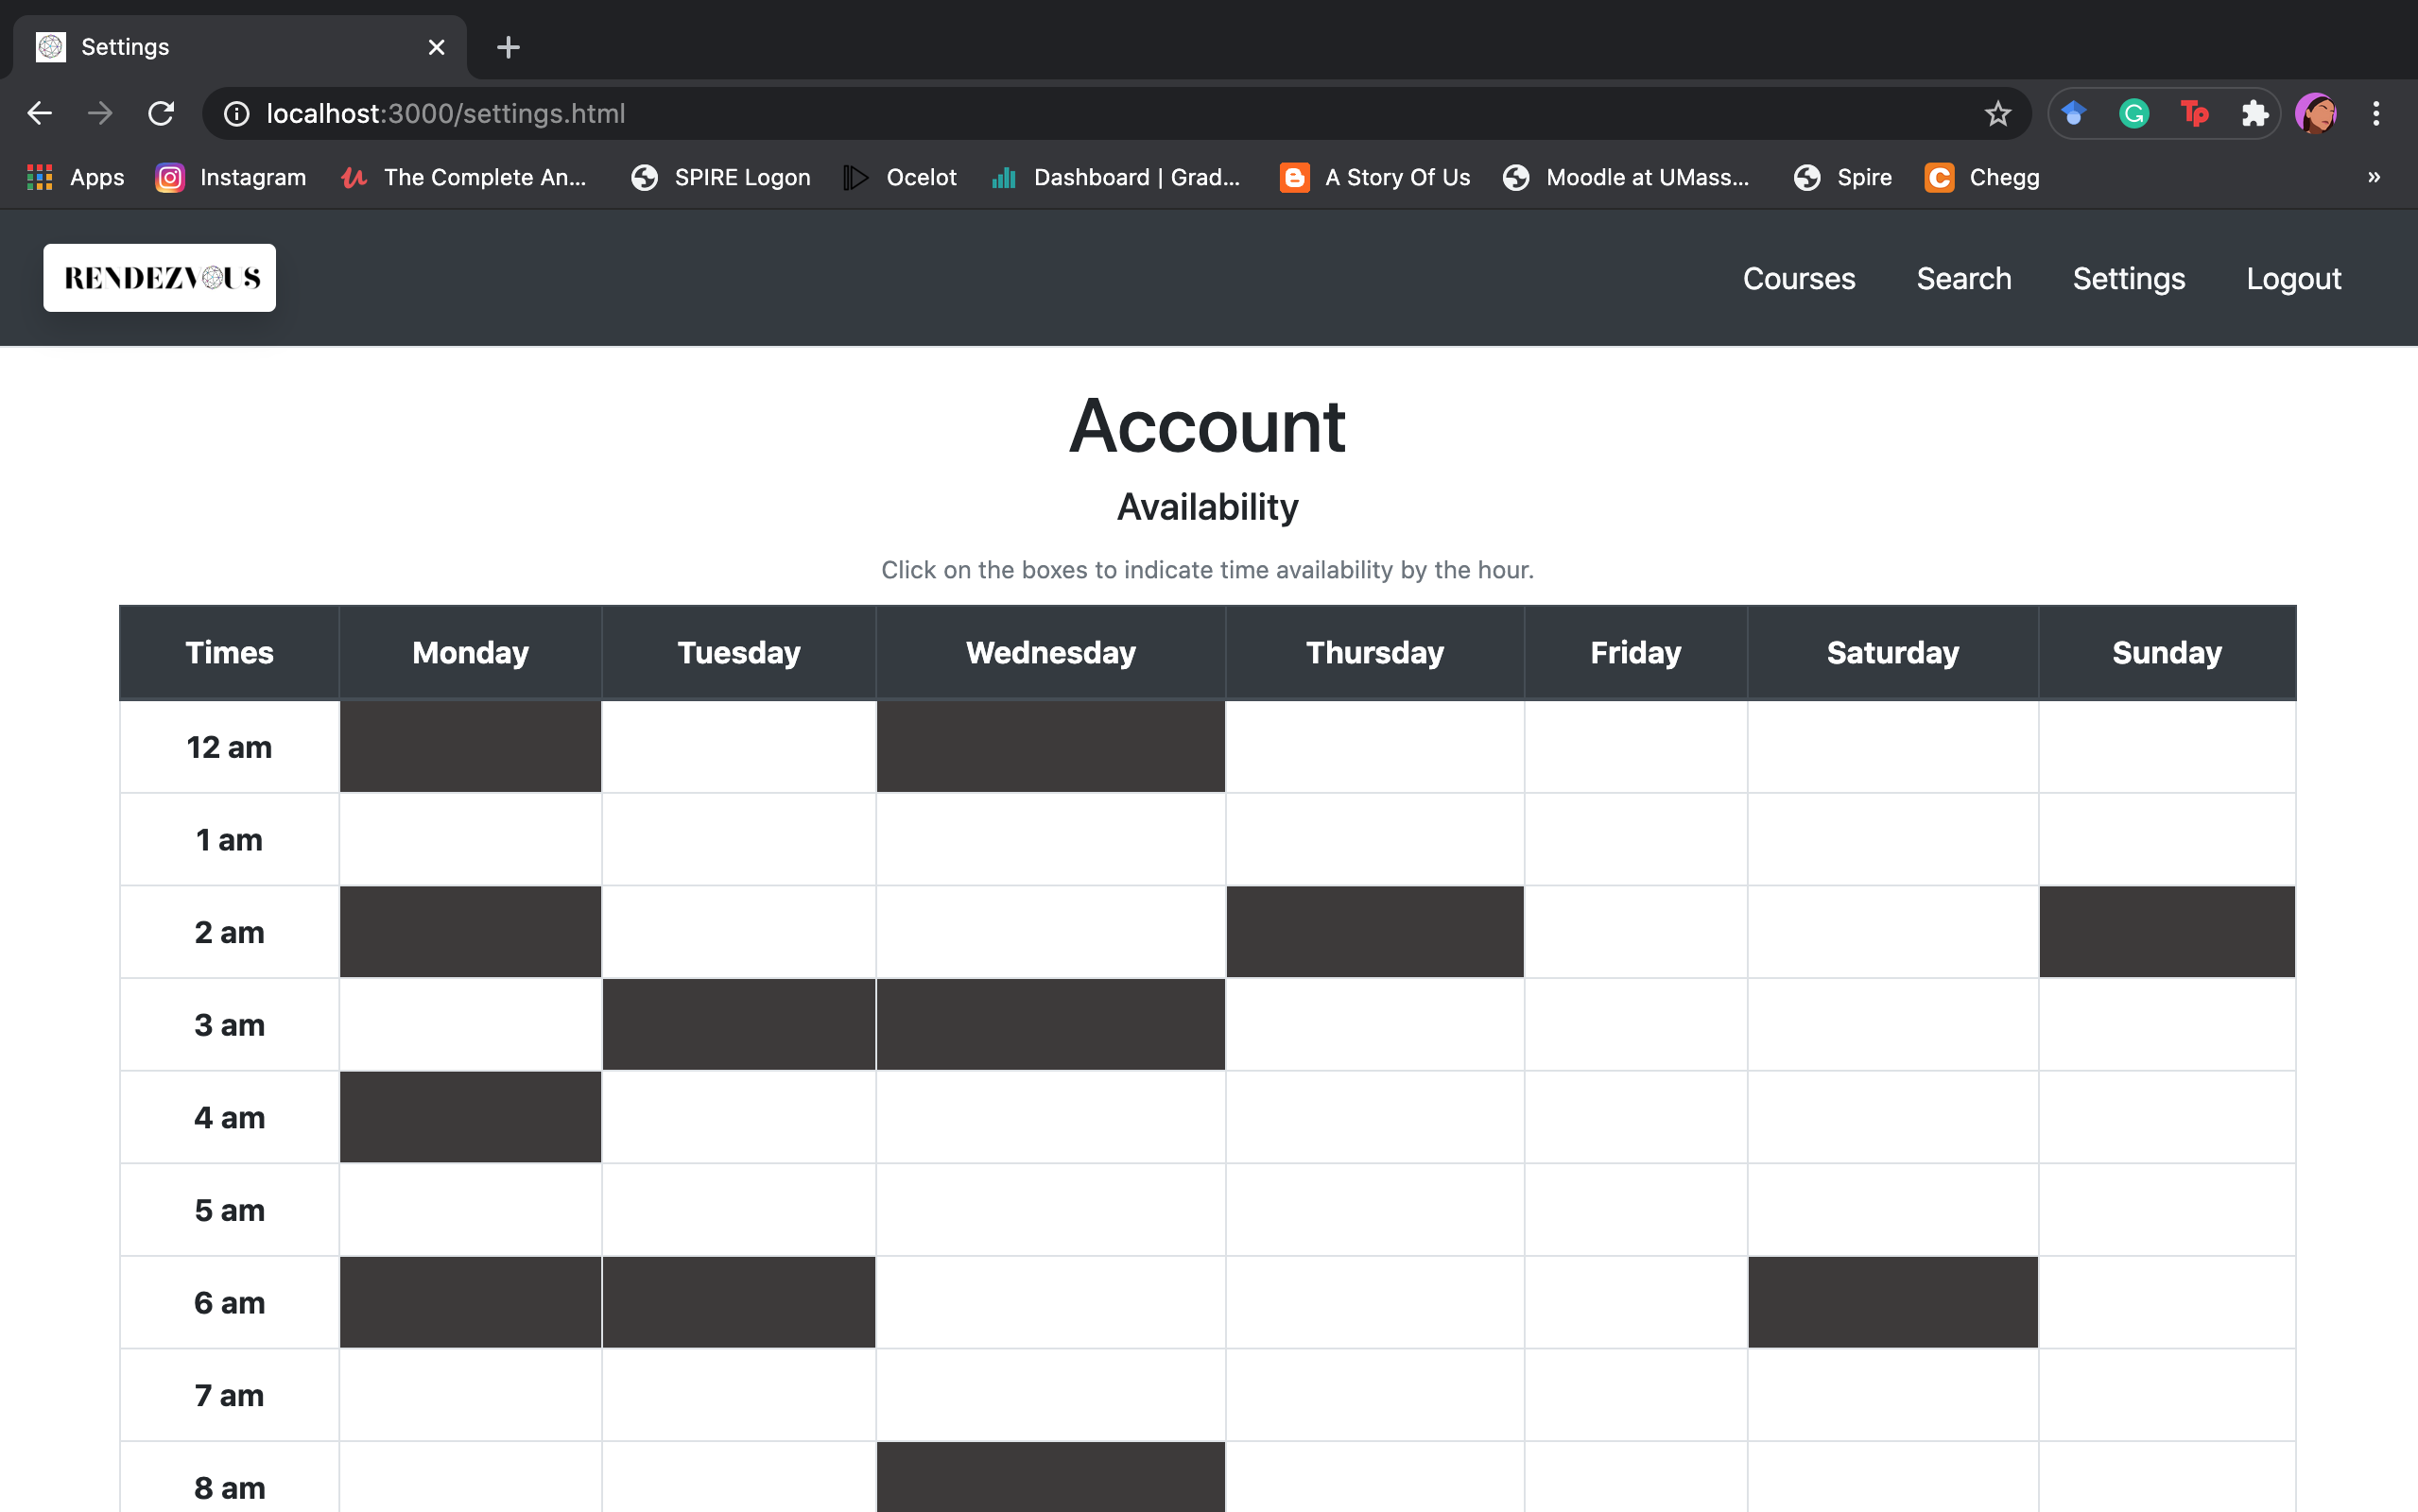 Settings
localhost:3000/settings.html
Apps Instagram The Complete An... SPIRE Logon Ocelot Dashboard | Grad... A Story Of Us Moodle at UMass... Spire Chegg »
RENDEZVOUS Courses Search Settings Logout
Account
Availability
Click on the boxes to indicate time availability by the hour.
Times Monday Tuesday Wednesday Thursday Friday Saturday Sunday
12 am
1 am
2 am
3 am
4 am
5 am
6 am
7 am
8 am